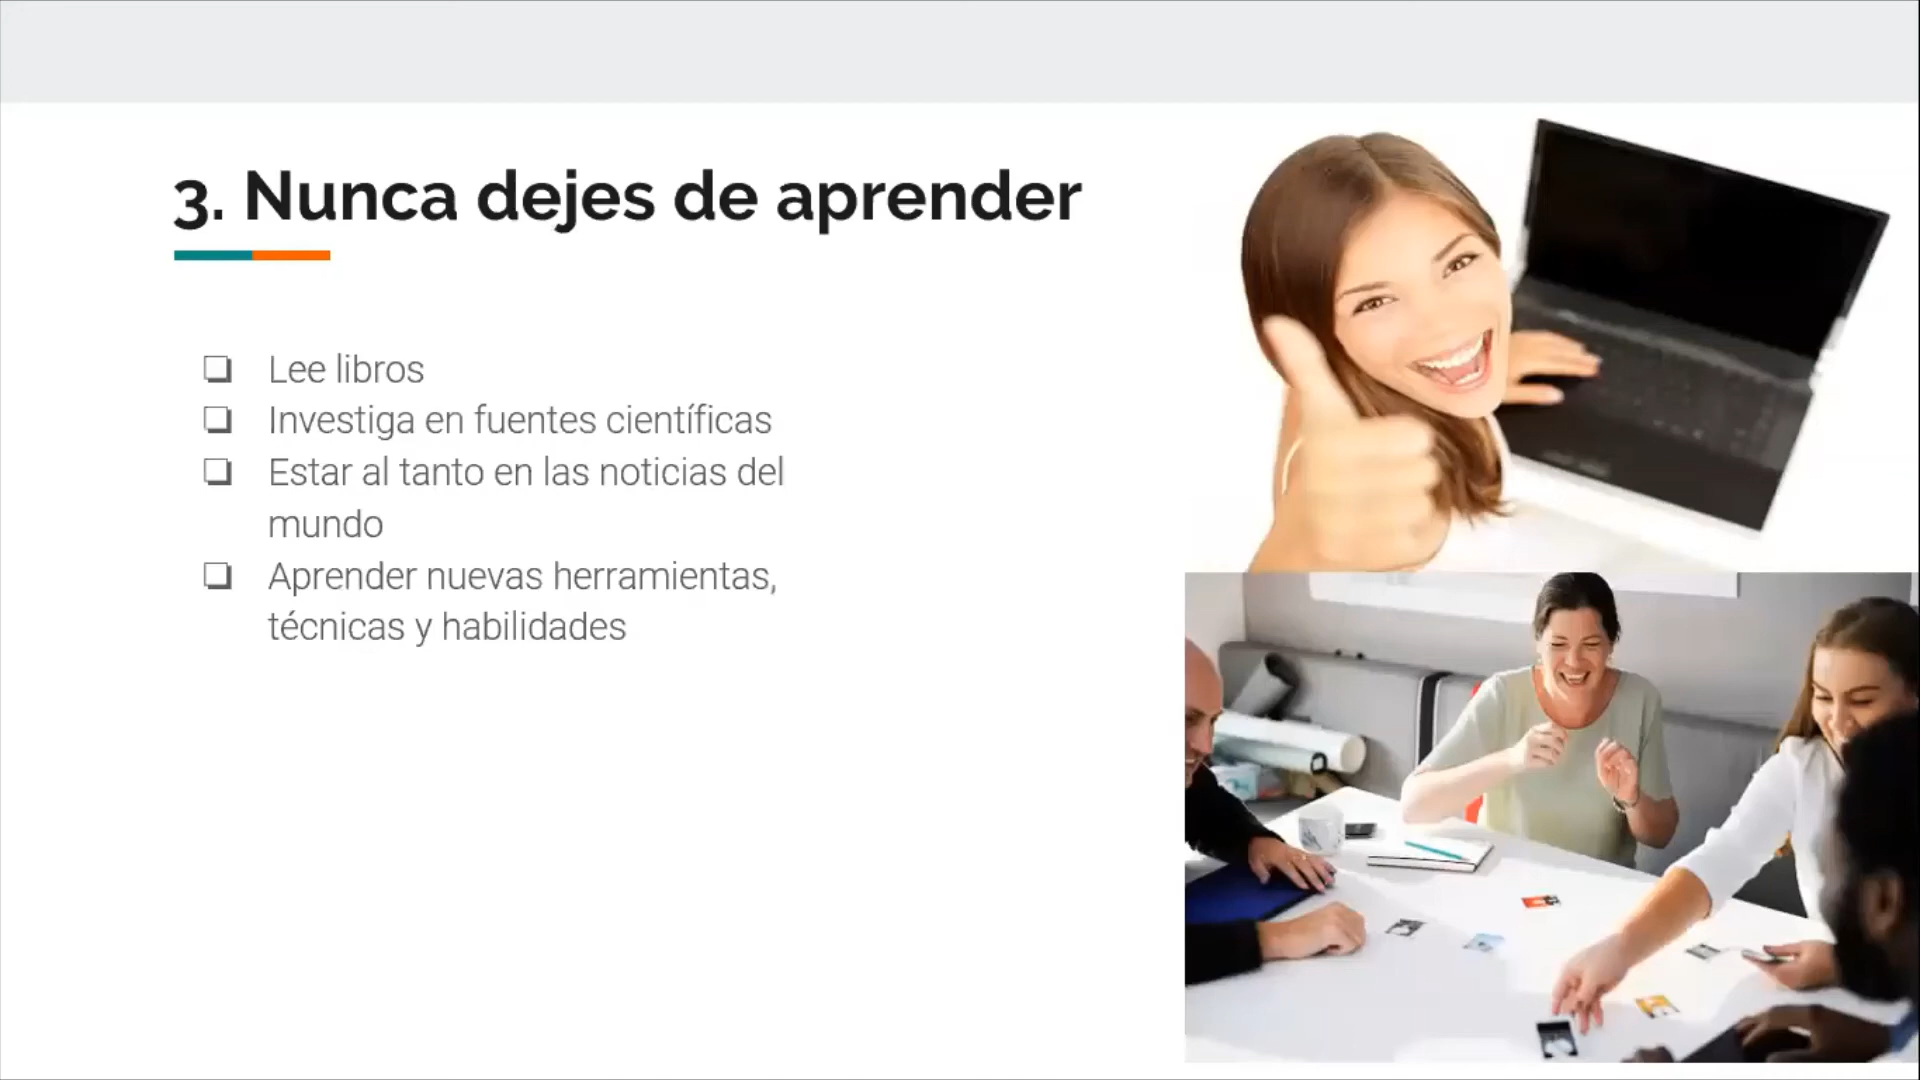 3. Nunca dejes de aprender
Lee libros
Investiga en fuentes científicas
Estar al tanto en las noticias del
mundo
Aprender nuevas herramientas,
técnicas y habilidades